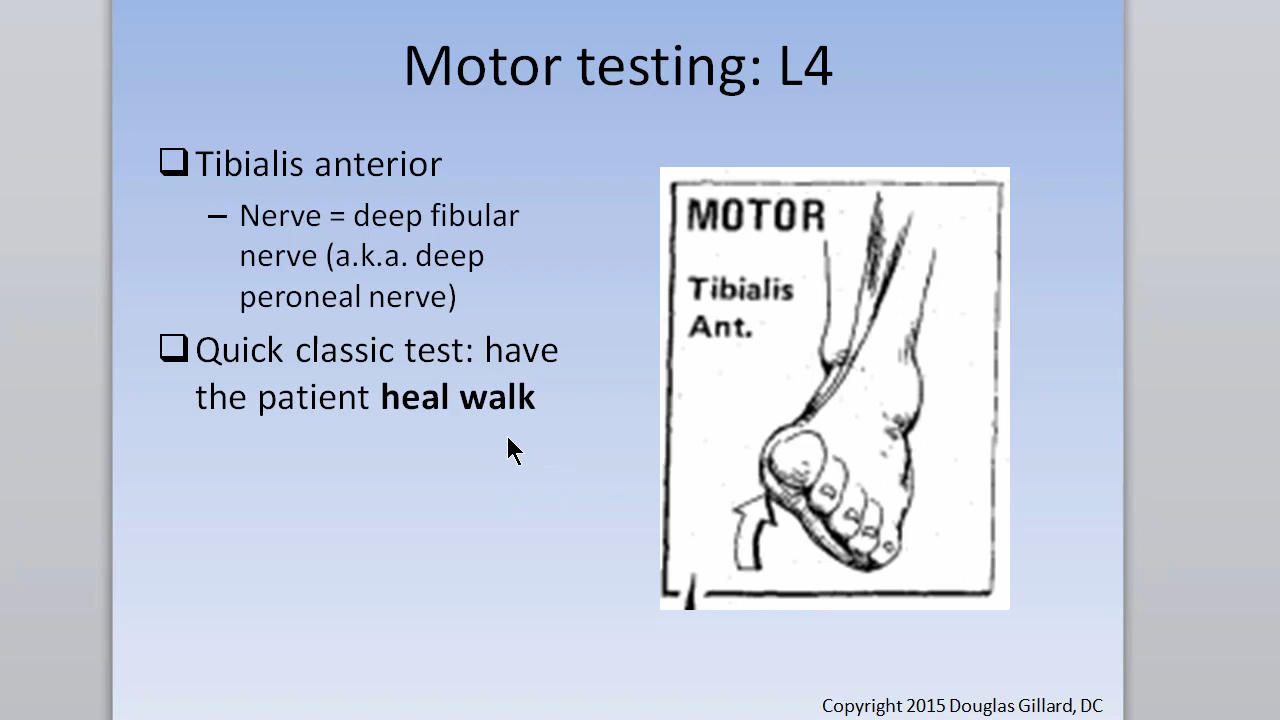 Motor testing: L4
Tibialis anterior
– Nerve = deep fibular
nerve (a.k.a. deep
peroneal nerve)
Quick classic test: have
the patient heal walk
MOTOR
Tibialis
Ant.
Copyright 2015 Douglas Gillard, DC